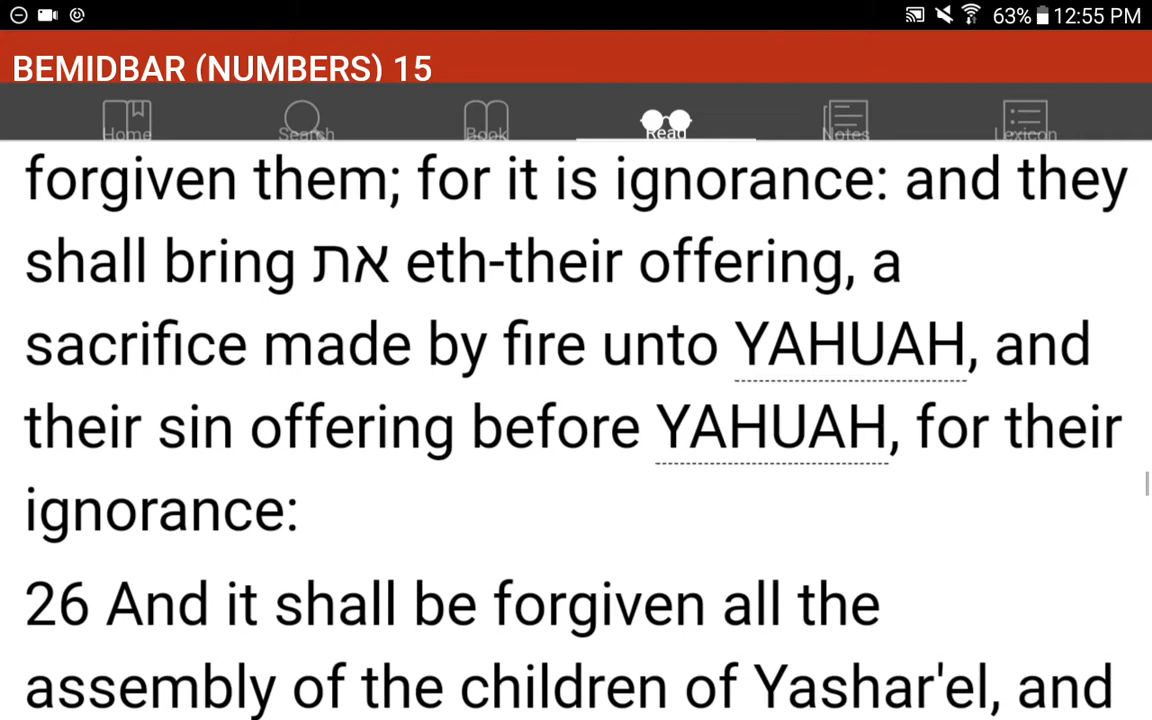 63% 12:55 PM
BEMIDBAR (NUMBERS) 15
Home Search Book Read Notes Lexicon
forgiven them; for it is ignorance: and they
shall bring את eth-their offering, a
sacrifice made by fire unto YAHUAH, and
their sin offering before YAHUAH, for their
ignorance:
26 And it shall be forgiven all the
assembly of the children of Yashar'el, and